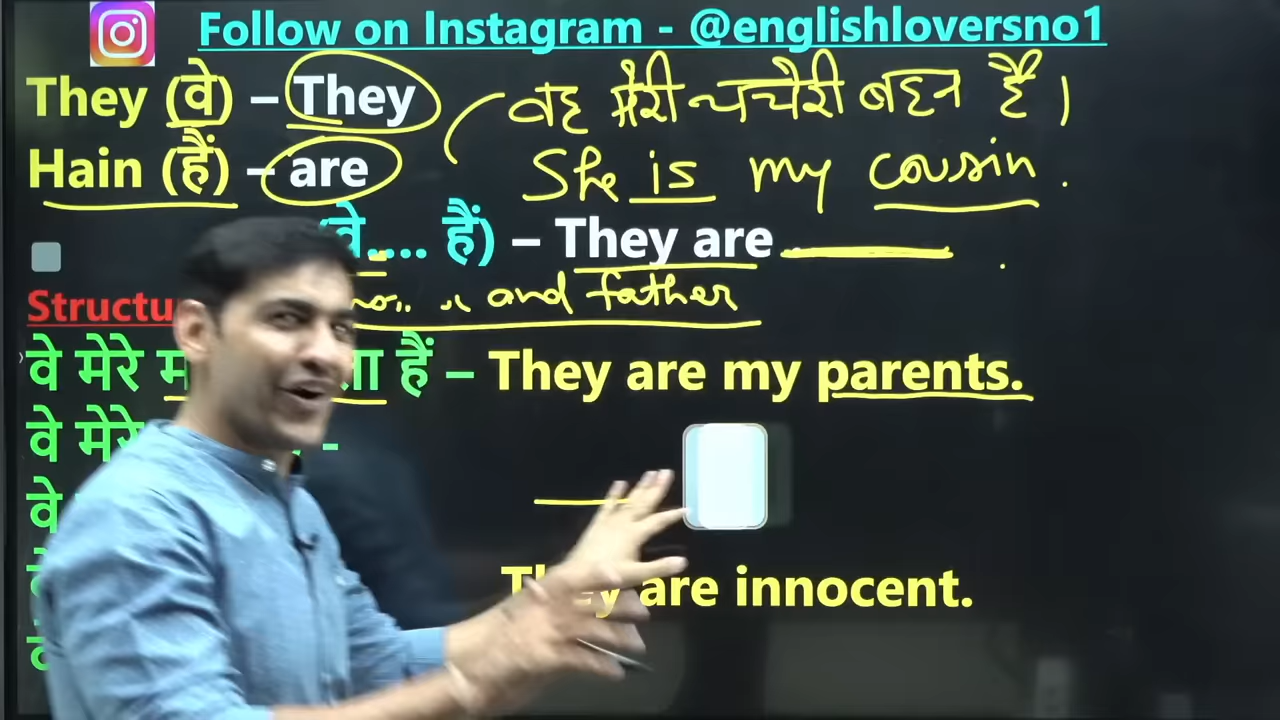 Follow on Instagram - @englishloversno1
They (वे) – They
वह मेरी चचेरी बहन है।
Hain (हैं) – are
She is my cousin.
वे.... हैं) – They are
and father
वे मेरे हैं – They are my parents.
वे मेरे -
वे
They are innocent.